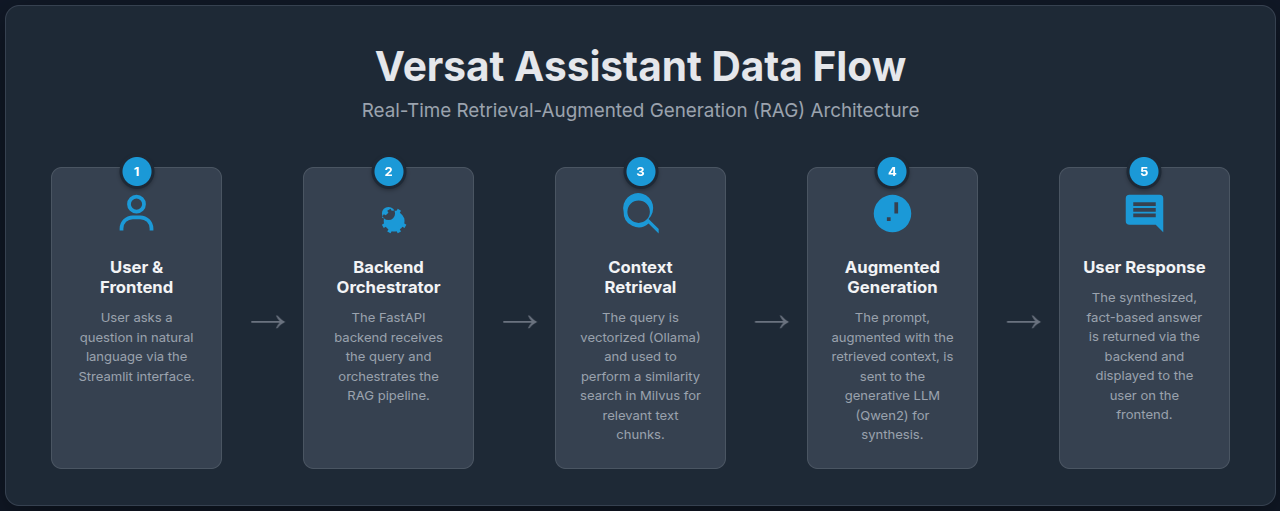 Versat Assistant Data Flow
Real-Time Retrieval-Augmented Generation (RAG) Architecture
1
User &
Frontend
User asks a
question in natural
language via the
Streamlit interface.
2
Backend
Orchestrator
The FastAPI
backend receives
the query and
orchestrates the
RAG pipeline.
3
Context
Retrieval
The query is
vectorized (Ollama)
and used to
perform a similarity
search in Milvus for
relevant text
chunks.
4
Augmented
Generation
The prompt,
augmented with the
retrieved context, is
sent to the
generative LLM
(Qwen2) for
synthesis.
5
User Response
The synthesized,
fact-based answer
is returned via the
backend and
displayed to the
user on the
frontend.